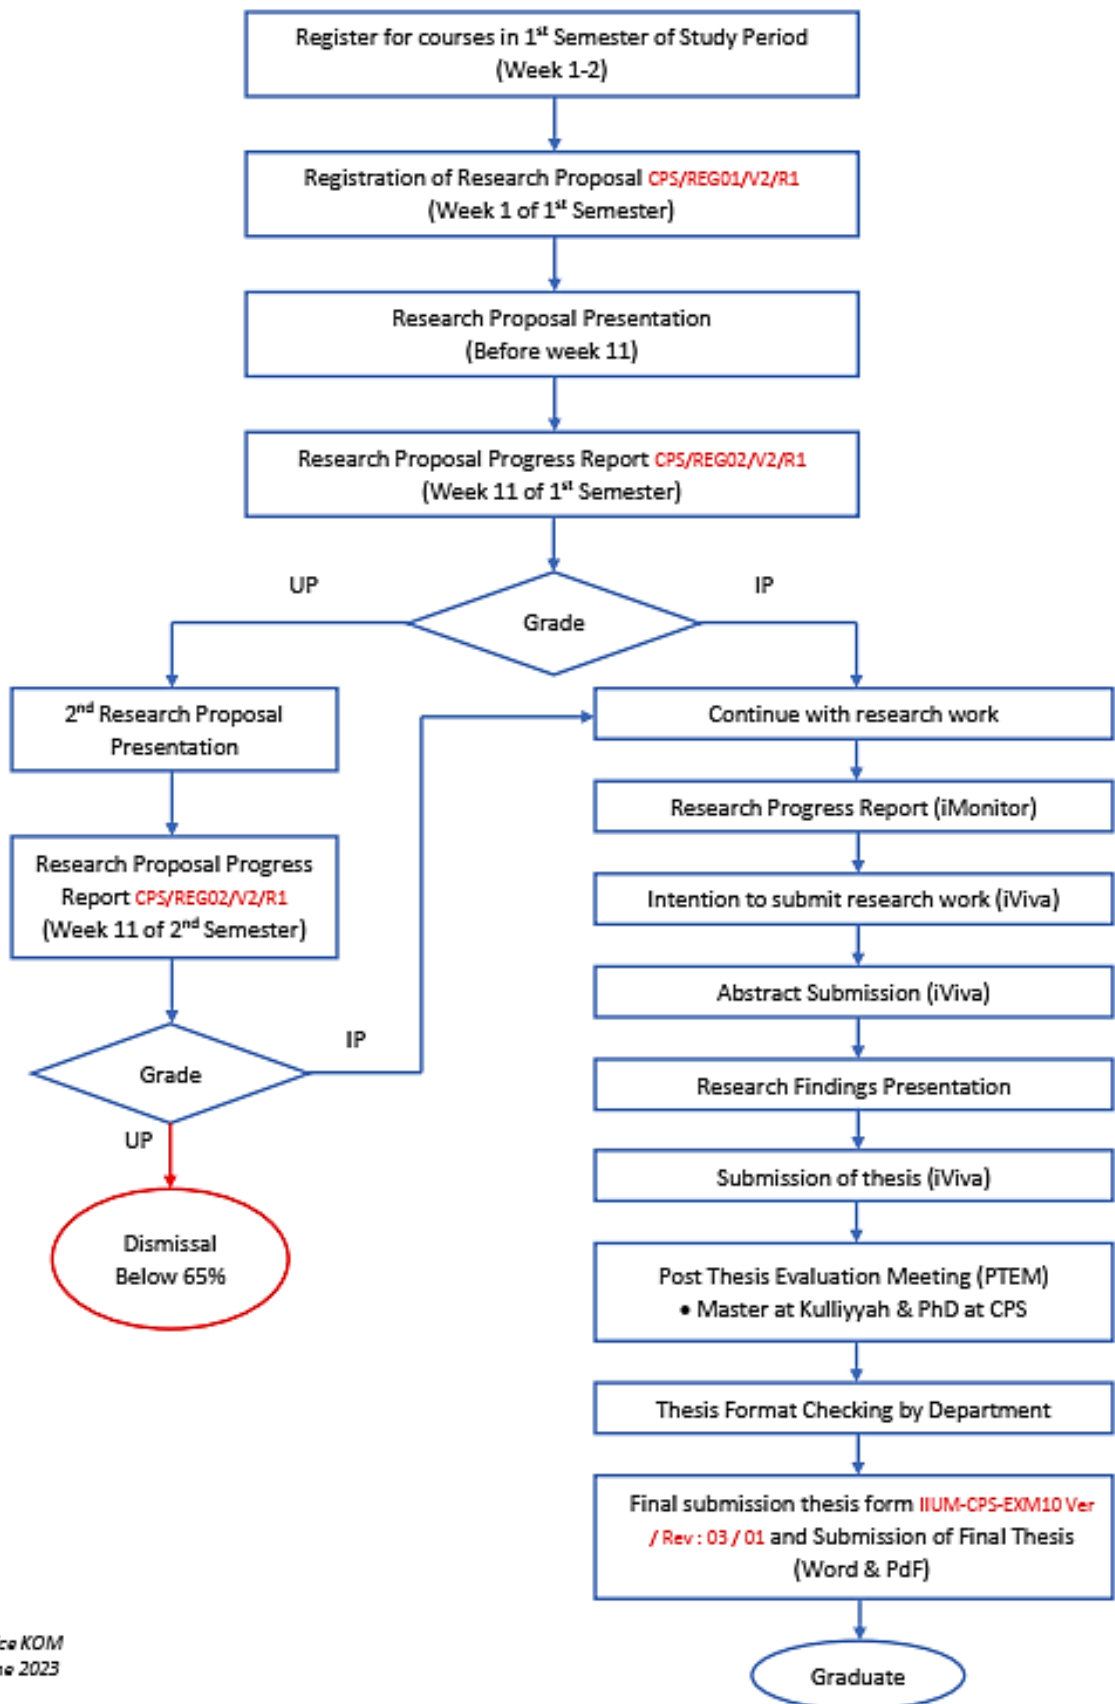 Register for courses in 1st Semester of Study Period
(Week 1-2)
Registration of Research Proposal CPS/REG01/V2/R1
(Week 1 of 1st Semester)
Research Proposal Presentation
(Before week 11)
Research Proposal Progress Report CPS/REG02/V2/R1
(Week 11 of 1st Semester)
UP
IP
Grade
2nd Research Proposal
Presentation
Research Proposal Progress
Report CPS/REG02/V2/R1
(Week 11 of 2nd Semester)
Grade
IP
UP
Dismissal
Below 65%
Continue with research work
Research Progress Report (iMonitor)
Intention to submit research work (iViva)
Abstract Submission (iViva)
Research Findings Presentation
Submission of thesis (iViva)
Post Thesis Evaluation Meeting (PTEM)
• Master at Kulliyyah & PhD at CPS
Thesis Format Checking by Department
Final submission thesis form IIUM-CPS-EXM10 Ver
/ Rev : 03 / 01 and Submission of Final Thesis
(Word & PdF)
Graduate
KOM
2023